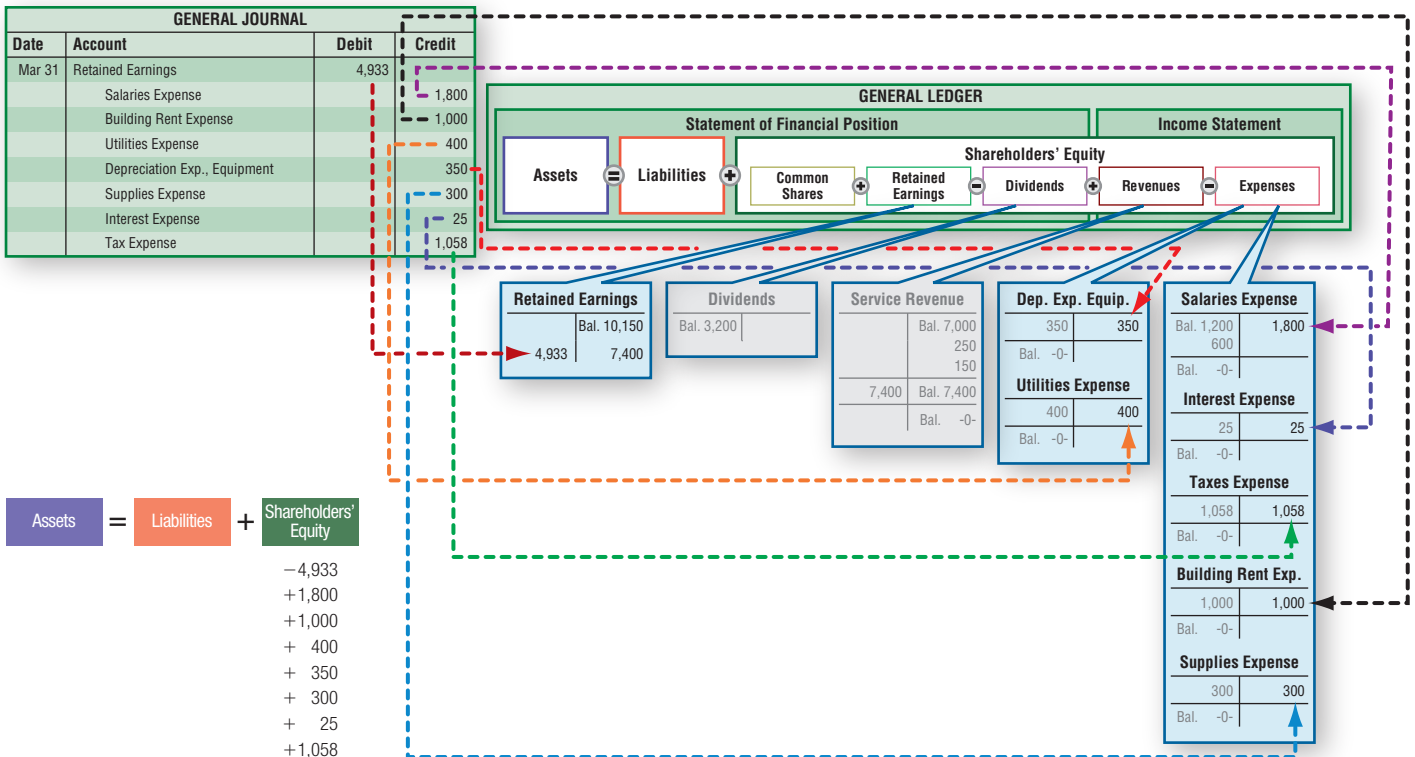 GENERAL JOURNAL
Date Account Debit Credit
Mar 31 Retained Earnings 4,933
Salaries Expense 1,800
Building Rent Expense 1,000
Utilities Expense 400
Depreciation Exp., Equipment 350
Supplies Expense 300
Interest Expense 25
Tax Expense 1,058
GENERAL LEDGER
Statement of Financial Position Income Statement
Shareholders’ Equity
Assets = Liabilities + Common Shares + Retained Earnings − Dividends + Revenues − Expenses
Retained Earnings
Bal. 10,150
4,933 7,400
Dividends
Bal. 3,200
Service Revenue
Bal. 7,000
250
150
7,400 Bal. 7,400
Bal. -0-
Dep. Exp. Equip.
350 350
Bal. -0-
Utilities Expense
400 400
Bal. -0-
Salaries Expense
Bal. 1,200 1,800
600
Bal. -0-
Interest Expense
25 25
Bal. -0-
Taxes Expense
1,058 1,058
Bal. -0-
Building Rent Exp.
1,000 1,000
Bal. -0-
Supplies Expense
300 300
Bal. -0-
Assets = Liabilities + Shareholders’ Equity
−4,933
+1,800
+1,000
+ 400
+ 350
+ 300
+ 25
+1,058